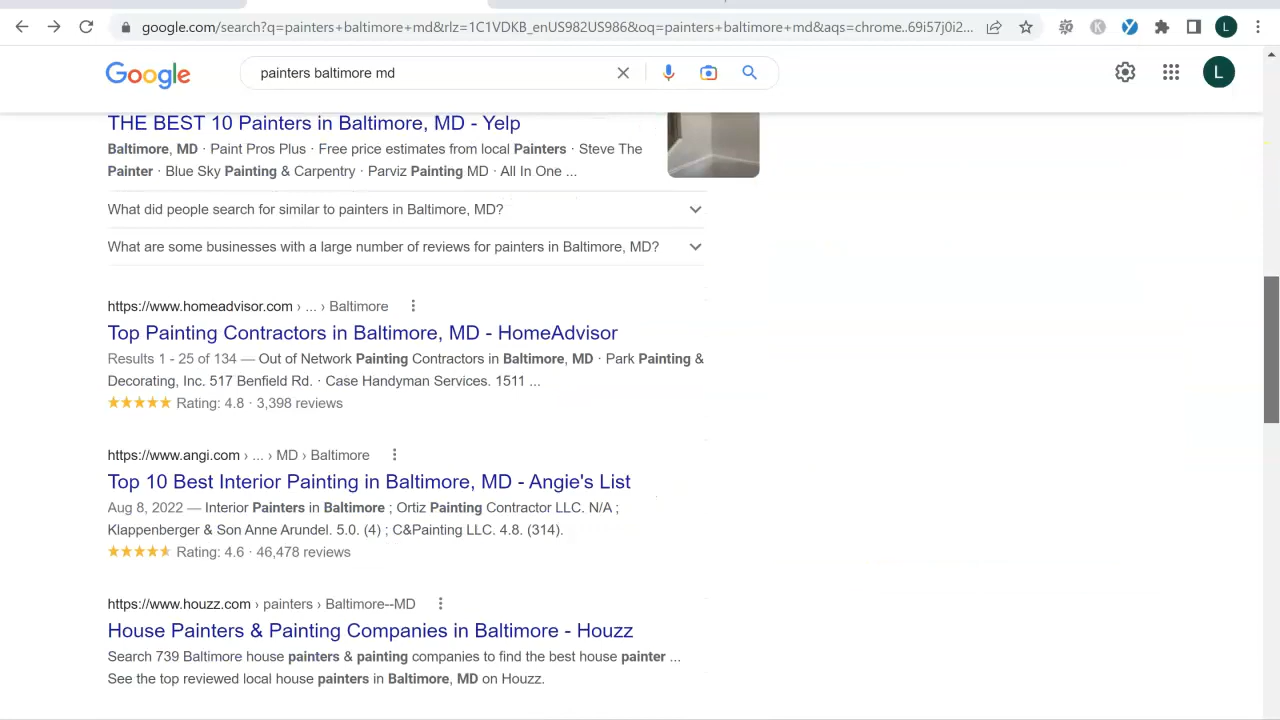 google.com/search?q=painters+baltimore+md&rlz=1C1VDKB_enUS982US986&oq=painters+baltimore+md&aqs=chrome..69i57j0i2...
L
Google
painters baltimore md
L
THE BEST 10 Painters in Baltimore, MD - Yelp
Baltimore, MD · Paint Pros Plus · Free price estimates from local Painters · Steve The
Painter · Blue Sky Painting & Carpentry · Parviz Painting MD · All In One ...
What did people search for similar to painters in Baltimore, MD?
What are some businesses with a large number of reviews for painters in Baltimore, MD?
https://www.homeadvisor.com › ... › Baltimore
Top Painting Contractors in Baltimore, MD - HomeAdvisor
Results 1 - 25 of 134 — Out of Network Painting Contractors in Baltimore, MD · Park Painting &
Decorating, Inc. 517 Benfield Rd. · Case Handyman Services. 1511 ...
Rating: 4.8 · 3,398 reviews
https://www.angi.com › ... › MD › Baltimore
Top 10 Best Interior Painting in Baltimore, MD - Angie's List
Aug 8, 2022 — Interior Painters in Baltimore ; Ortiz Painting Contractor LLC. N/A ;
Klappenberger & Son Anne Arundel. 5.0. (4) ; C&Painting LLC. 4.8. (314).
Rating: 4.6 · 46,478 reviews
https://www.houzz.com › painters › Baltimore--MD
House Painters & Painting Companies in Baltimore - Houzz
Search 739 Baltimore house painters & painting companies to find the best house painter ...
See the top reviewed local house painters in Baltimore, MD on Houzz.